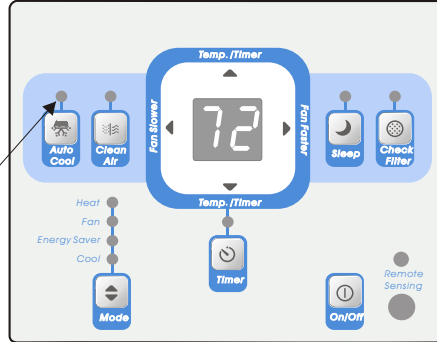 Temp./Timer
72
Fan Slower
Fan Faster
Auto
Cool
Clean
Air
Sleep
Check
Filter
Temp./Timer
Heat
Fan
Energy Saver
Cool
Mode
Timer
On/Off
Remote
Sensing